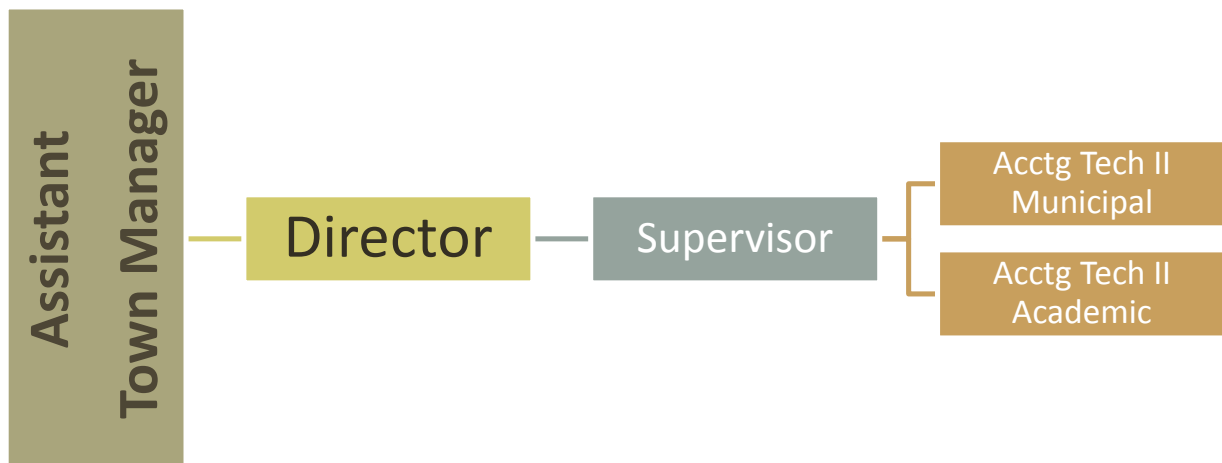 Assistant
Town Manager
Director
Supervisor
Acctg Tech II
Municipal
Acctg Tech II
Academic